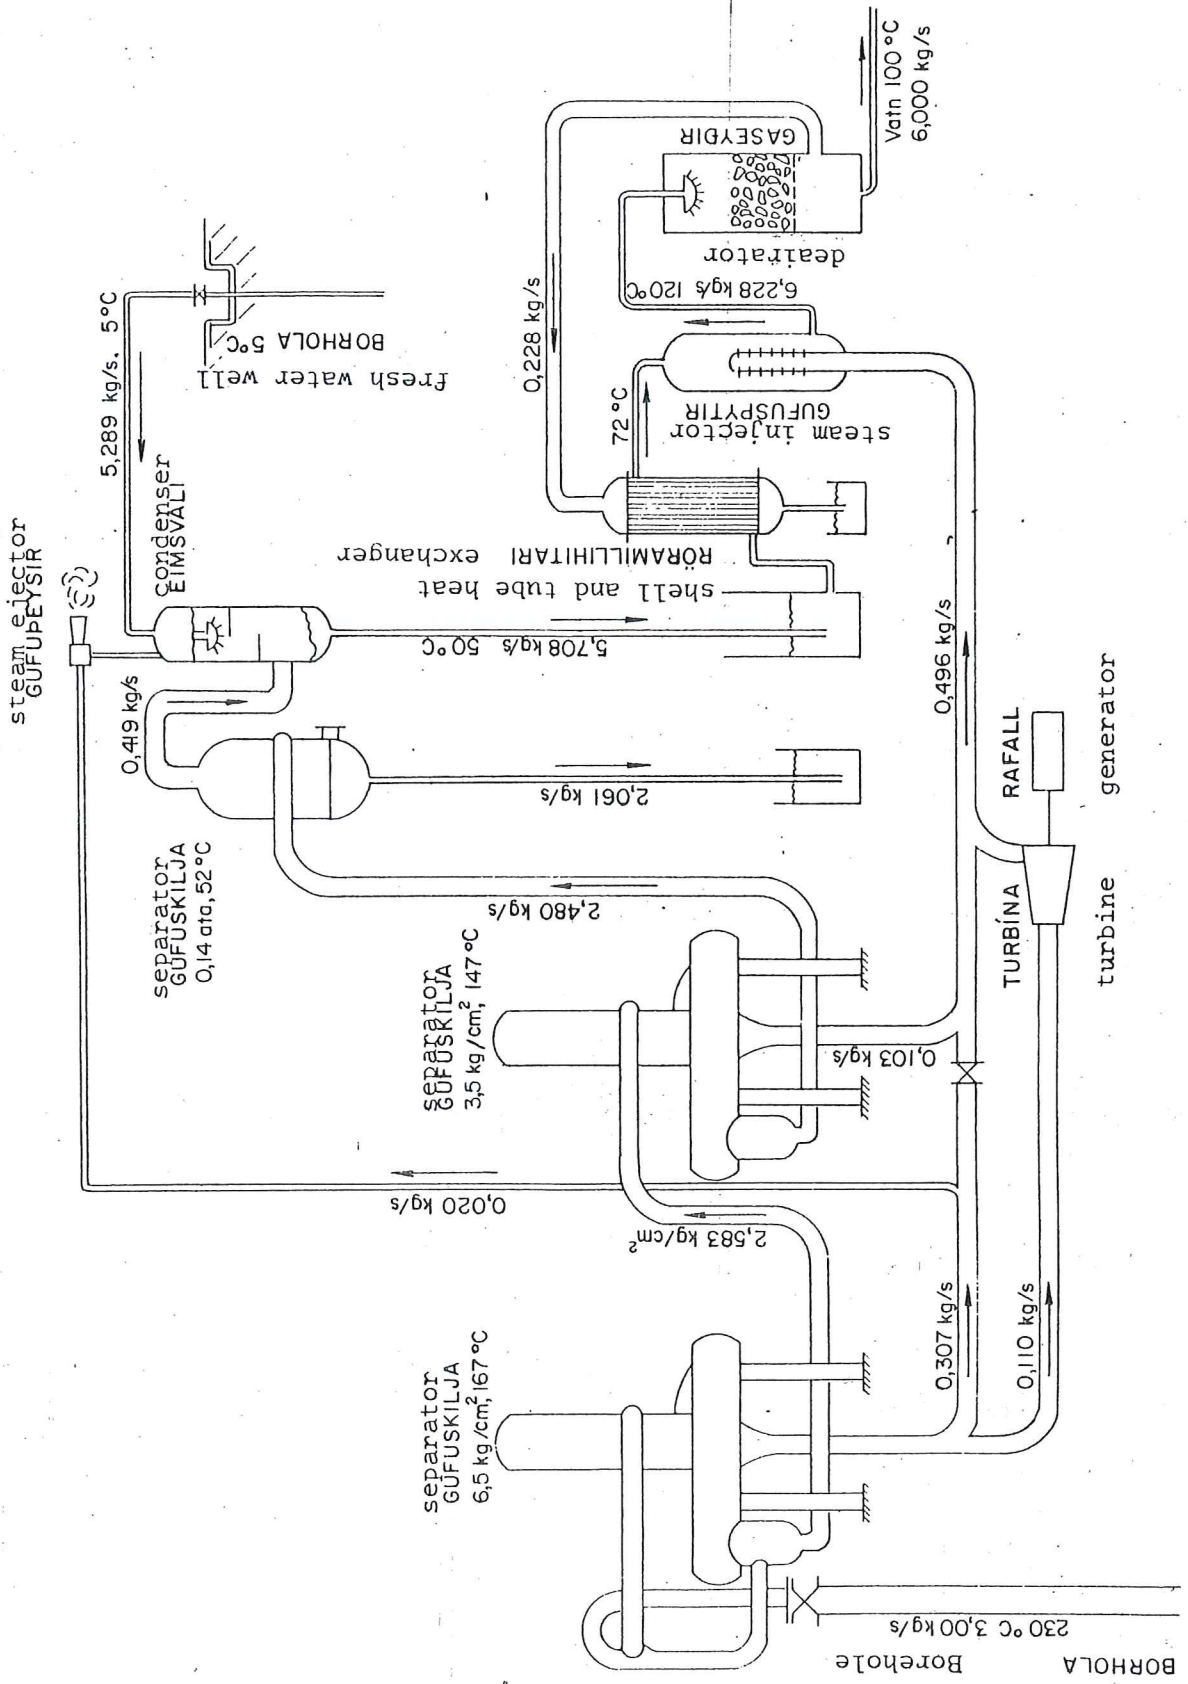 steam ejector
GUFUÞEYSIR
condenser
EIMSVALI
5,289 kg/s. 5°C
fresh water well
BORHOLA 5°C
0,419 kg/s
separator
GUFUSKILJA
0,14 ata, 52°C
2,061 kg/s
5,708 kg/s 50°C
shell and tube heat
exchanger
RÖRAMILLIHITARI
72°C
0,228 kg/s
steam injector
GUFUSPÝTIR
6,228 kg/s 120°C
deairator
GASEYÐIR
Vatn 100°C
6,000 kg/s
separator
GUFUSKILJA
3,5 kg/cm², 147°C
2,480 kg/s
0,103 kg/s
0,496 kg/s
0,020 kg/s
2,583 kg/cm²
separator
GUFUSKILJA
6,5 kg/cm², 167°C
0,307 kg/s
0,110 kg/s
TURBÍNA
turbine
RAFALL
generator
230°C 3,00 kg/s
Borehole
BORHOLA